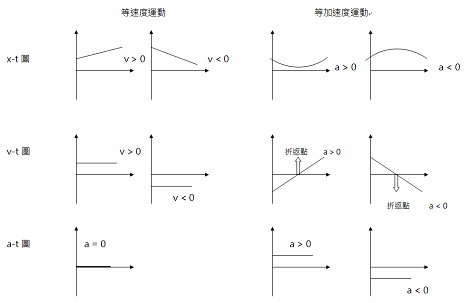 等速度運動 等加速度運動
x-t 圖 v > 0 v < 0 a > 0 a < 0
v-t 圖 v > 0 v < 0 折返點 a > 0 折返點 a < 0
a-t 圖 a = 0 a > 0 a < 0